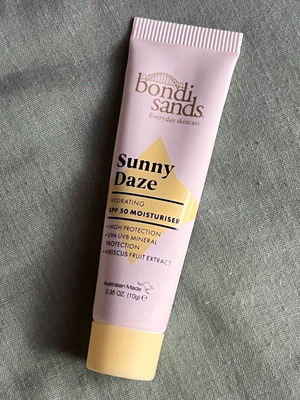 bondi
sands
Everyday skincare
Sunny
Daze
HYDRATING
SPF 50 MOISTURISER
• HIGH PROTECTION
• UVA UVB MINERAL
PROTECTION
• HIBISCUS FRUIT EXTRACT
Australian Made
0.35 OZ. (10g) ℮